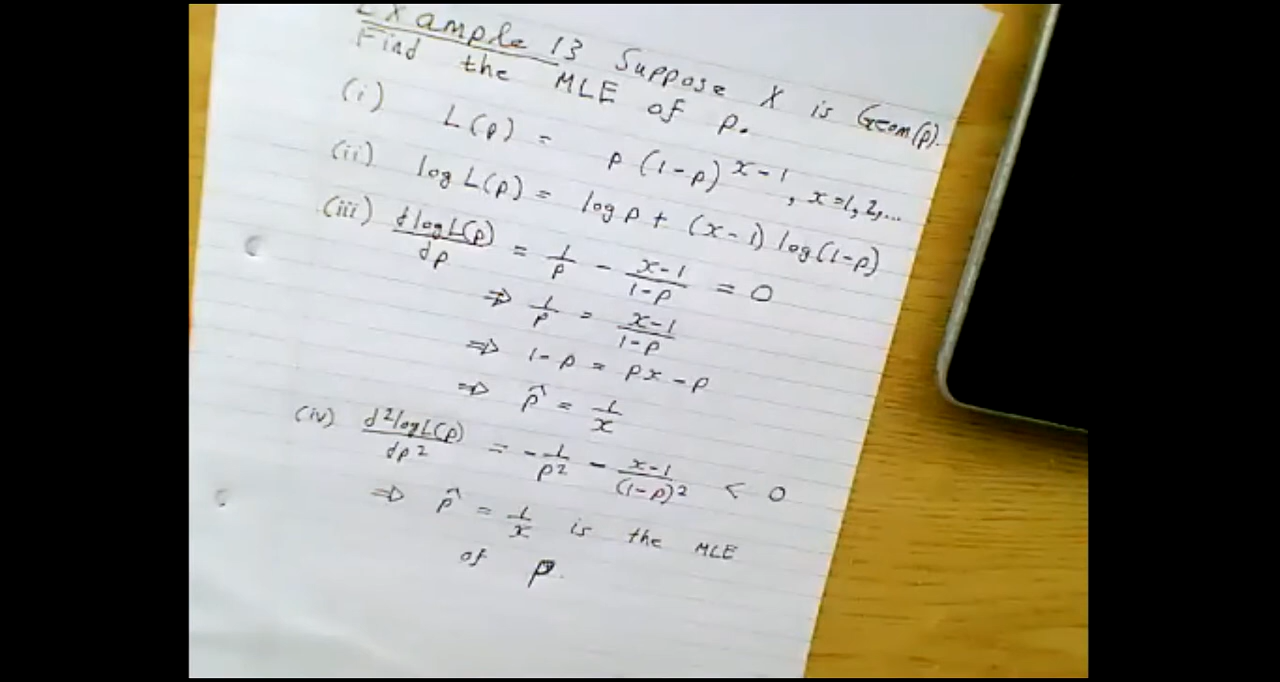 Example 13 Suppose X is Geom(p).
Find the MLE of p.
(i) L(p) = p(1-p)^{x-1}, x=1,2,...
(ii) log L(p) = log p + (x-1) log(1-p)
(iii) d log L(p)/dp = 1/p - (x-1)/(1-p) = 0
⇒ 1/p = (x-1)/(1-p)
⇒ 1-p = px-p
⇒ p̂ = 1/x
(iv) d²log L(p)/dp² = -1/p² - (x-1)/(1-p)² < 0
⇒ p̂ = 1/x is the MLE
of p.